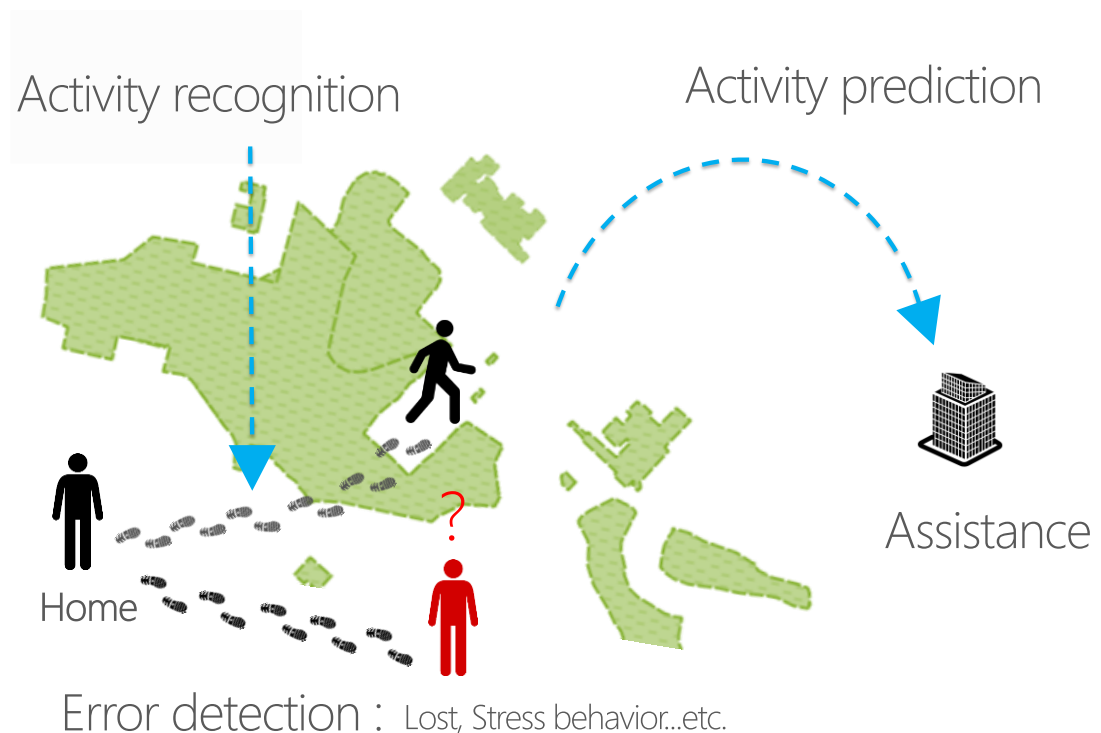 Activity recognition
Activity prediction
?
Assistance
Home
Error detection : Lost, Stress behavior...etc.